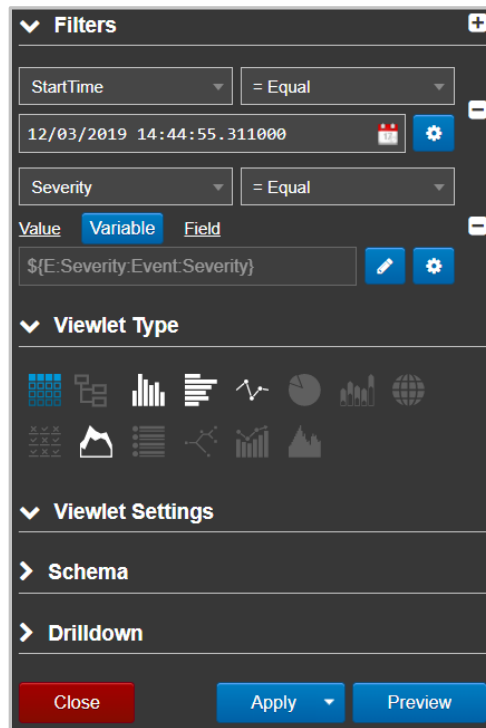 Filters
StartTime = Equal
12/03/2019 14:44:55.311000
Severity = Equal
Value Variable Field
${E:Severity:Event:Severity}
Viewlet Type
Viewlet Settings
Schema
Drilldown
Close Apply Preview